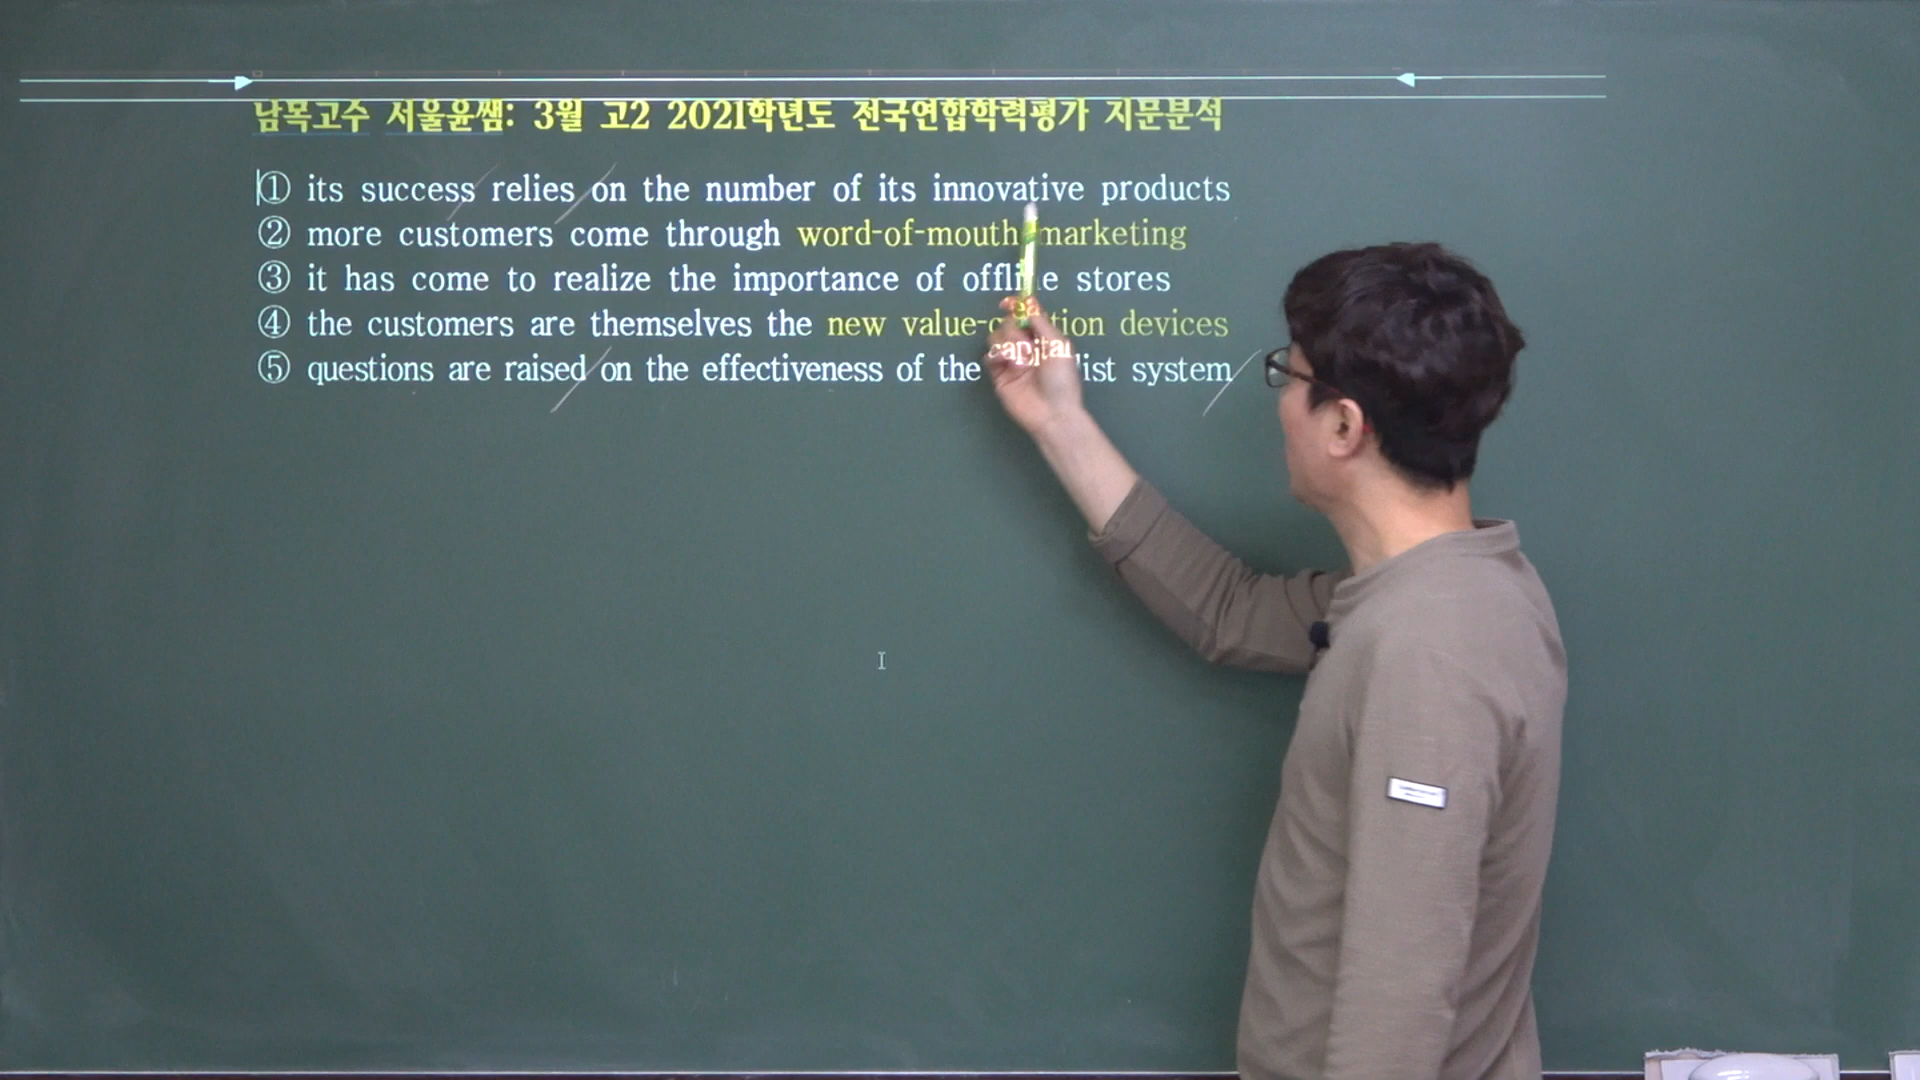 남목고수 서울윤쌤: 3월 고2 2021학년도 전국연합학력평가 지문분석
① its success relies on the number of its innovative products
② more customers come through word-of-mouth marketing
③ it has come to realize the importance of offline stores
④ the customers are themselves the new value-creation devices
⑤ questions are raised on the effectiveness of the capitalist system